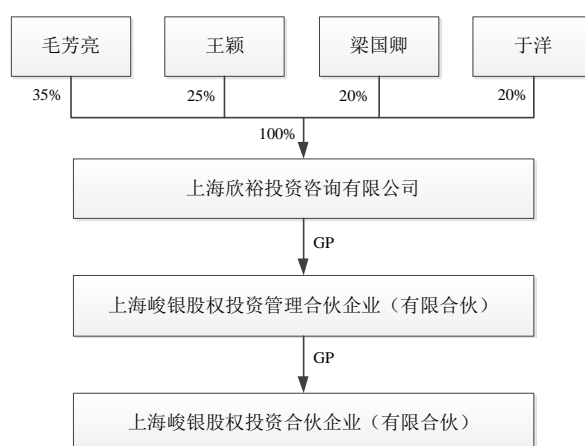 毛芳亮
王颖
梁国卿
于洋
35%
25%
20%
20%
100%
上海欣裕投资咨询有限公司
GP
上海峻银股权投资管理合伙企业（有限合伙）
GP
上海峻银股权投资合伙企业（有限合伙）